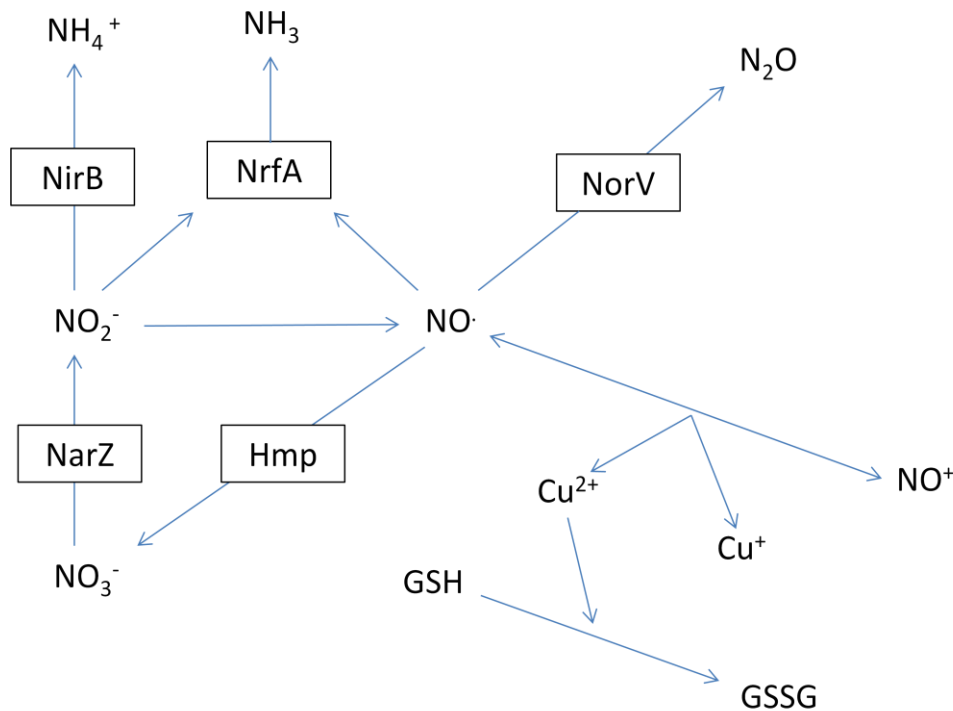 NH₄⁺
NH₃
N₂O
NirB
NrfA
NorV
NO₂⁻
NO·
NarZ
Hmp
NO⁺
Cu²⁺
Cu⁺
NO₃⁻
GSH
GSSG